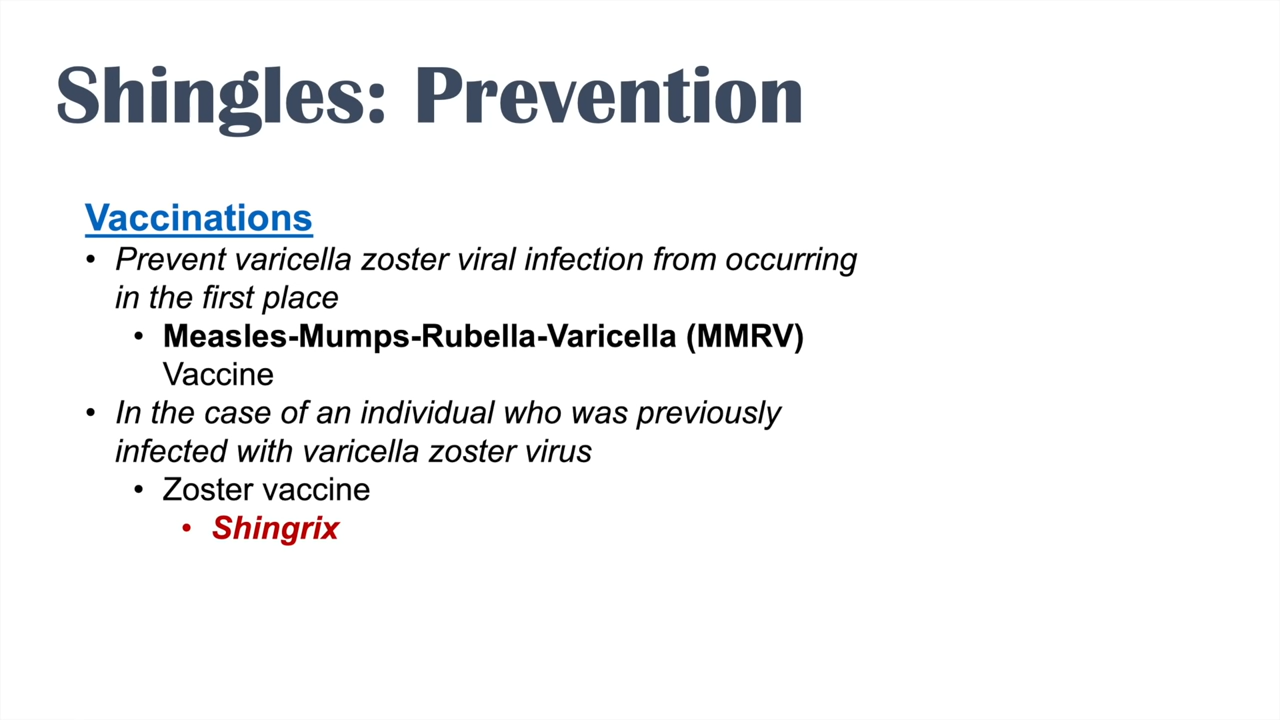 Shingles: Prevention
Vaccinations
• Prevent varicella zoster viral infection from occurring
in the first place
• Measles-Mumps-Rubella-Varicella (MMRV)
Vaccine
• In the case of an individual who was previously
infected with varicella zoster virus
• Zoster vaccine
• Shingrix